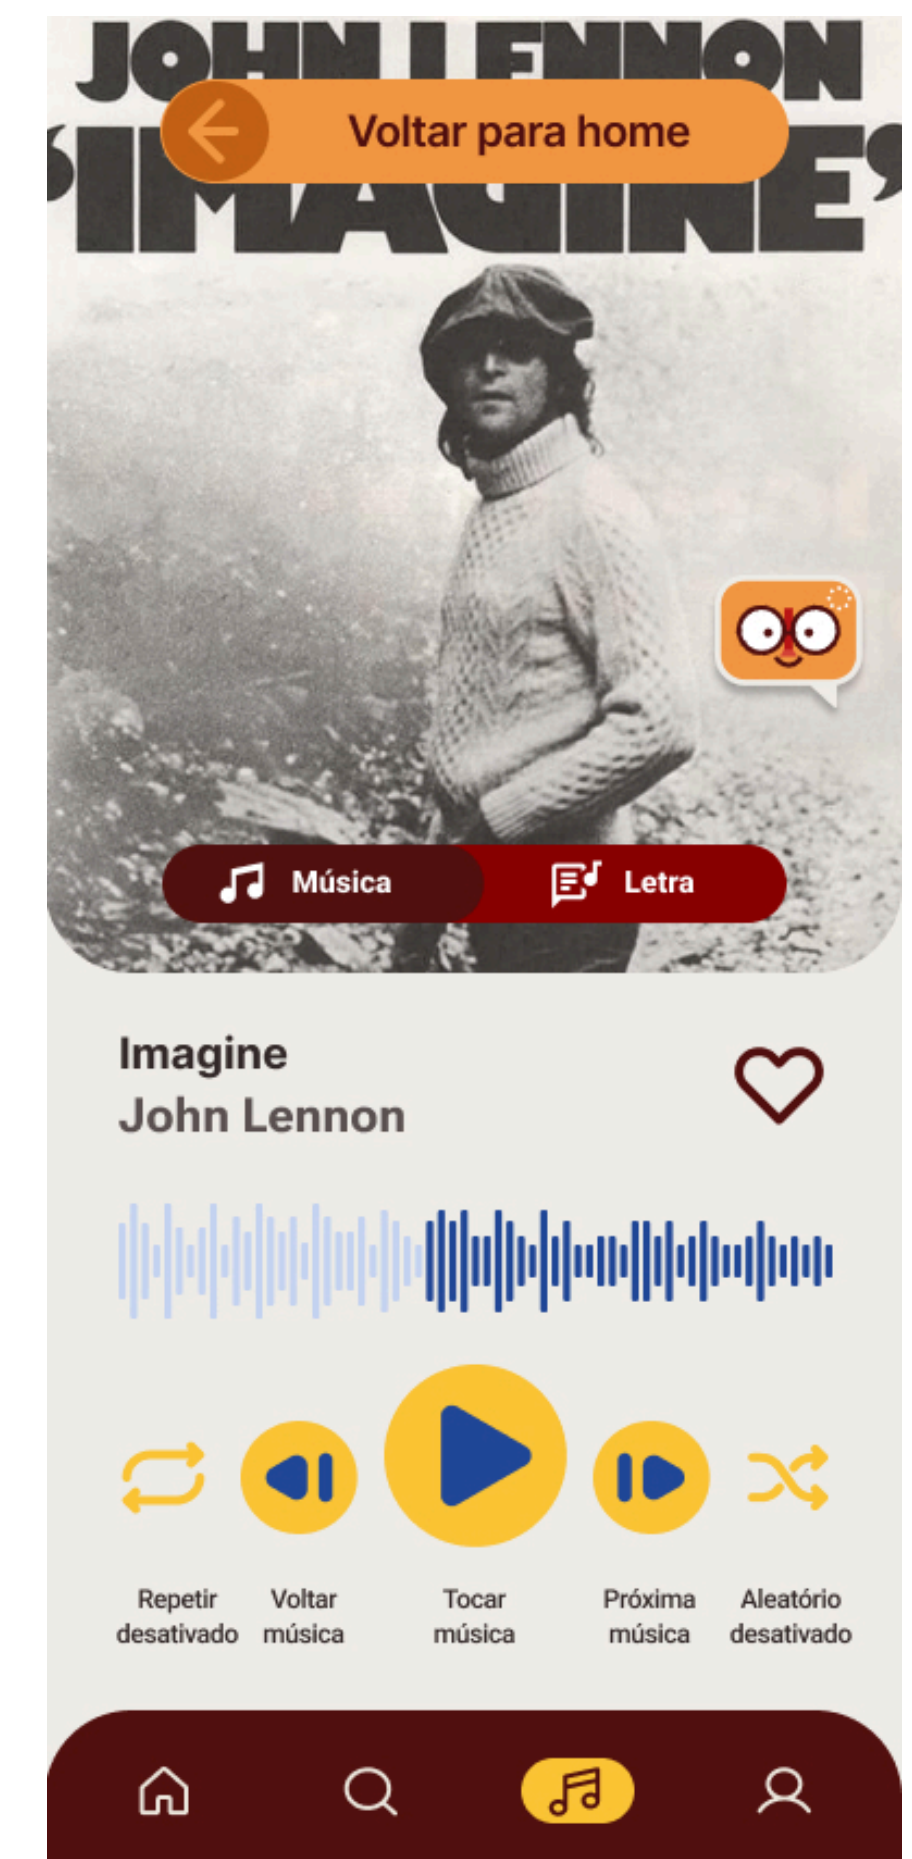 JOHN LENNON
Voltar para home
'IMAGINE'
Música
Letra
Imagine
John Lennon
Repetir desativado
Voltar música
Tocar música
Próxima música
Aleatório desativado